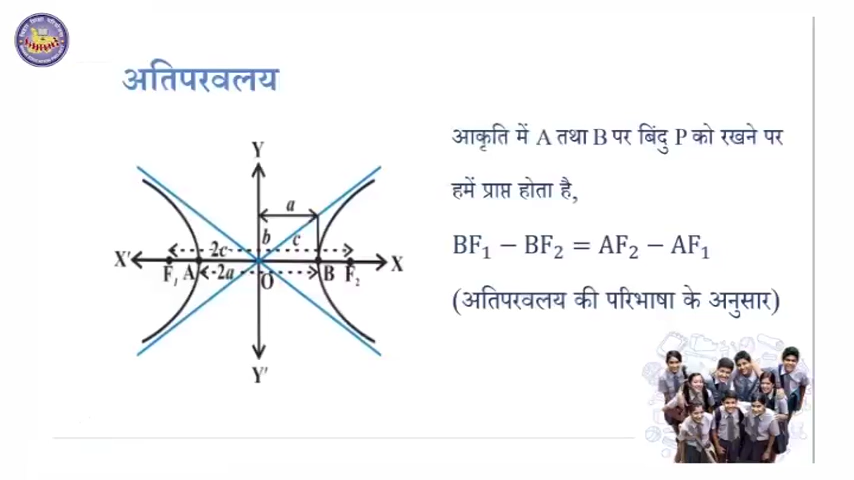 अतिपरवलय
आकृति में A तथा B पर बिंदु P को रखने पर
हमें प्राप्त होता है,
BF₁ − BF₂ = AF₂ − AF₁
(अतिपरवलय की परिभाषा के अनुसार)
Y
a
b
c
2c
X′
X
F₁
A
2a
O
B
F₂
Y′